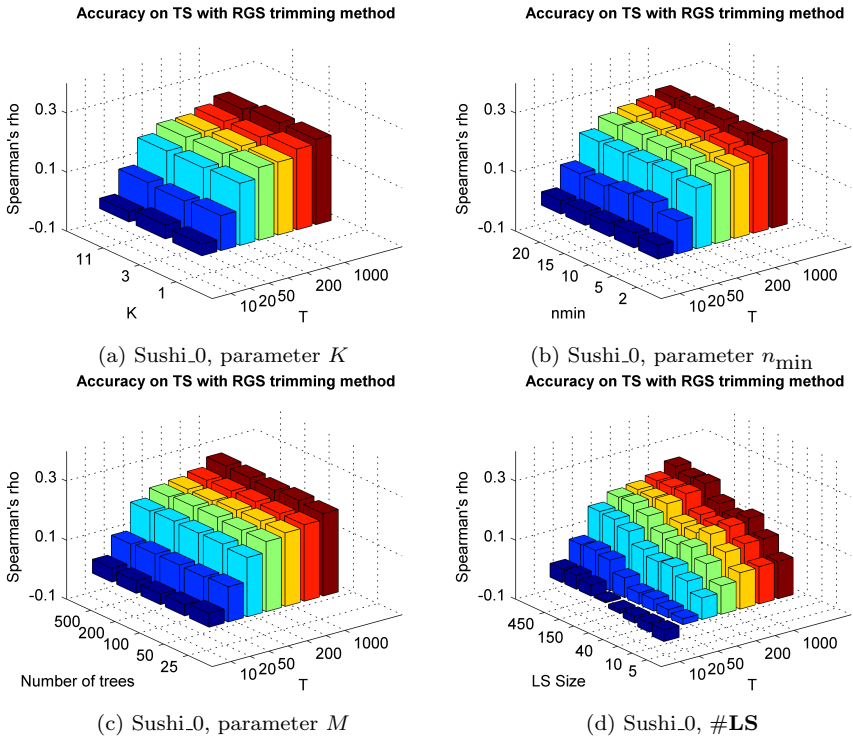 Accuracy on TS with RGS trimming method
Spearman's rho
0.3
0.1
-0.1
11
3
1
K
10 20 50 200 1000
T
(a) Sushi_0, parameter K
Accuracy on TS with RGS trimming method
Spearman's rho
0.3
0.1
-0.1
20
15
10
5
2
nmin
10 20 50 200 1000
T
(b) Sushi_0, parameter nmin
Accuracy on TS with RGS trimming method
Spearman's rho
0.3
0.1
-0.1
500
200
100
50
25
Number of trees
10 20 50 200 1000
T
(c) Sushi_0, parameter M
Accuracy on TS with RGS trimming method
Spearman's rho
0.3
0.1
-0.1
450
150
40
10
5
LS Size
10 20 50 200 1000
T
(d) Sushi_0, #LS